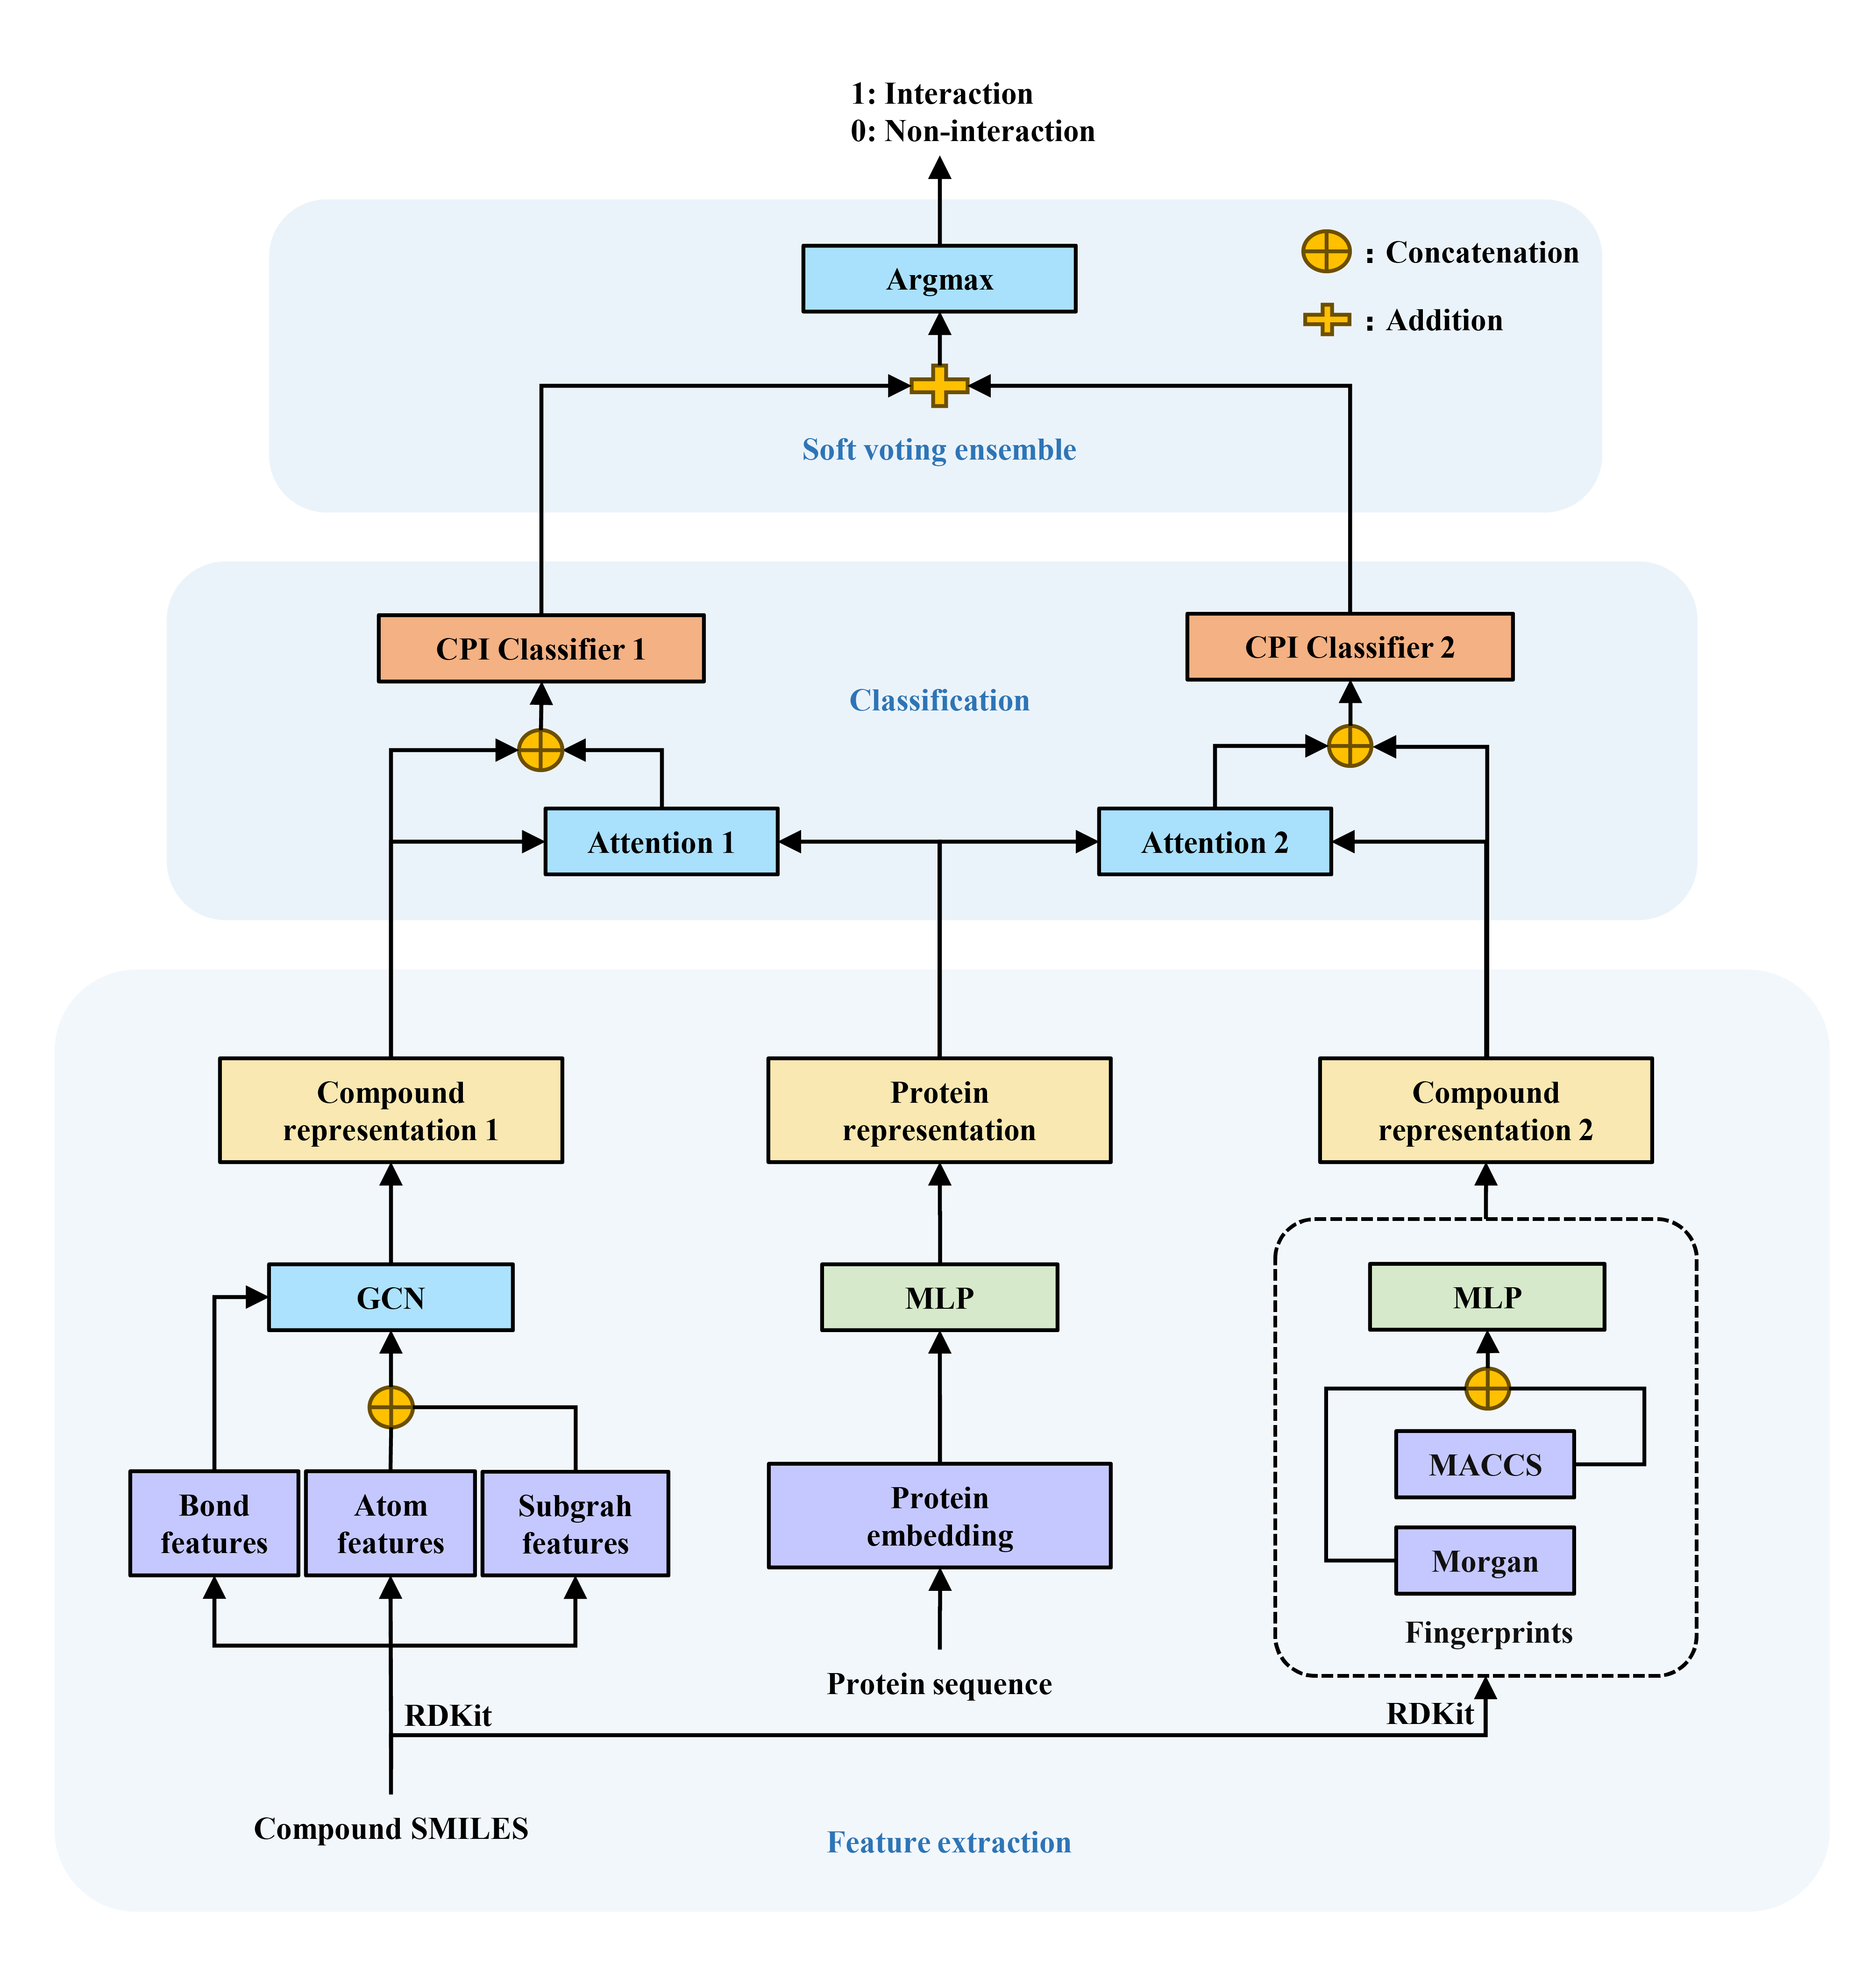 1: Interaction
0: Non-interaction
Argmax
: Concatenation
: Addition
Soft voting ensemble
CPI Classifier 1
CPI Classifier 2
Classification
Attention 1
Attention 2
Compound
representation 1
Protein
representation
Compound
representation 2
GCN
MLP
MLP
Bond
features
Atom
features
Subgrah
features
Protein
embedding
MACCS
Morgan
Fingerprints
Protein sequence
RDKit
RDKit
Compound SMILES
Feature extraction